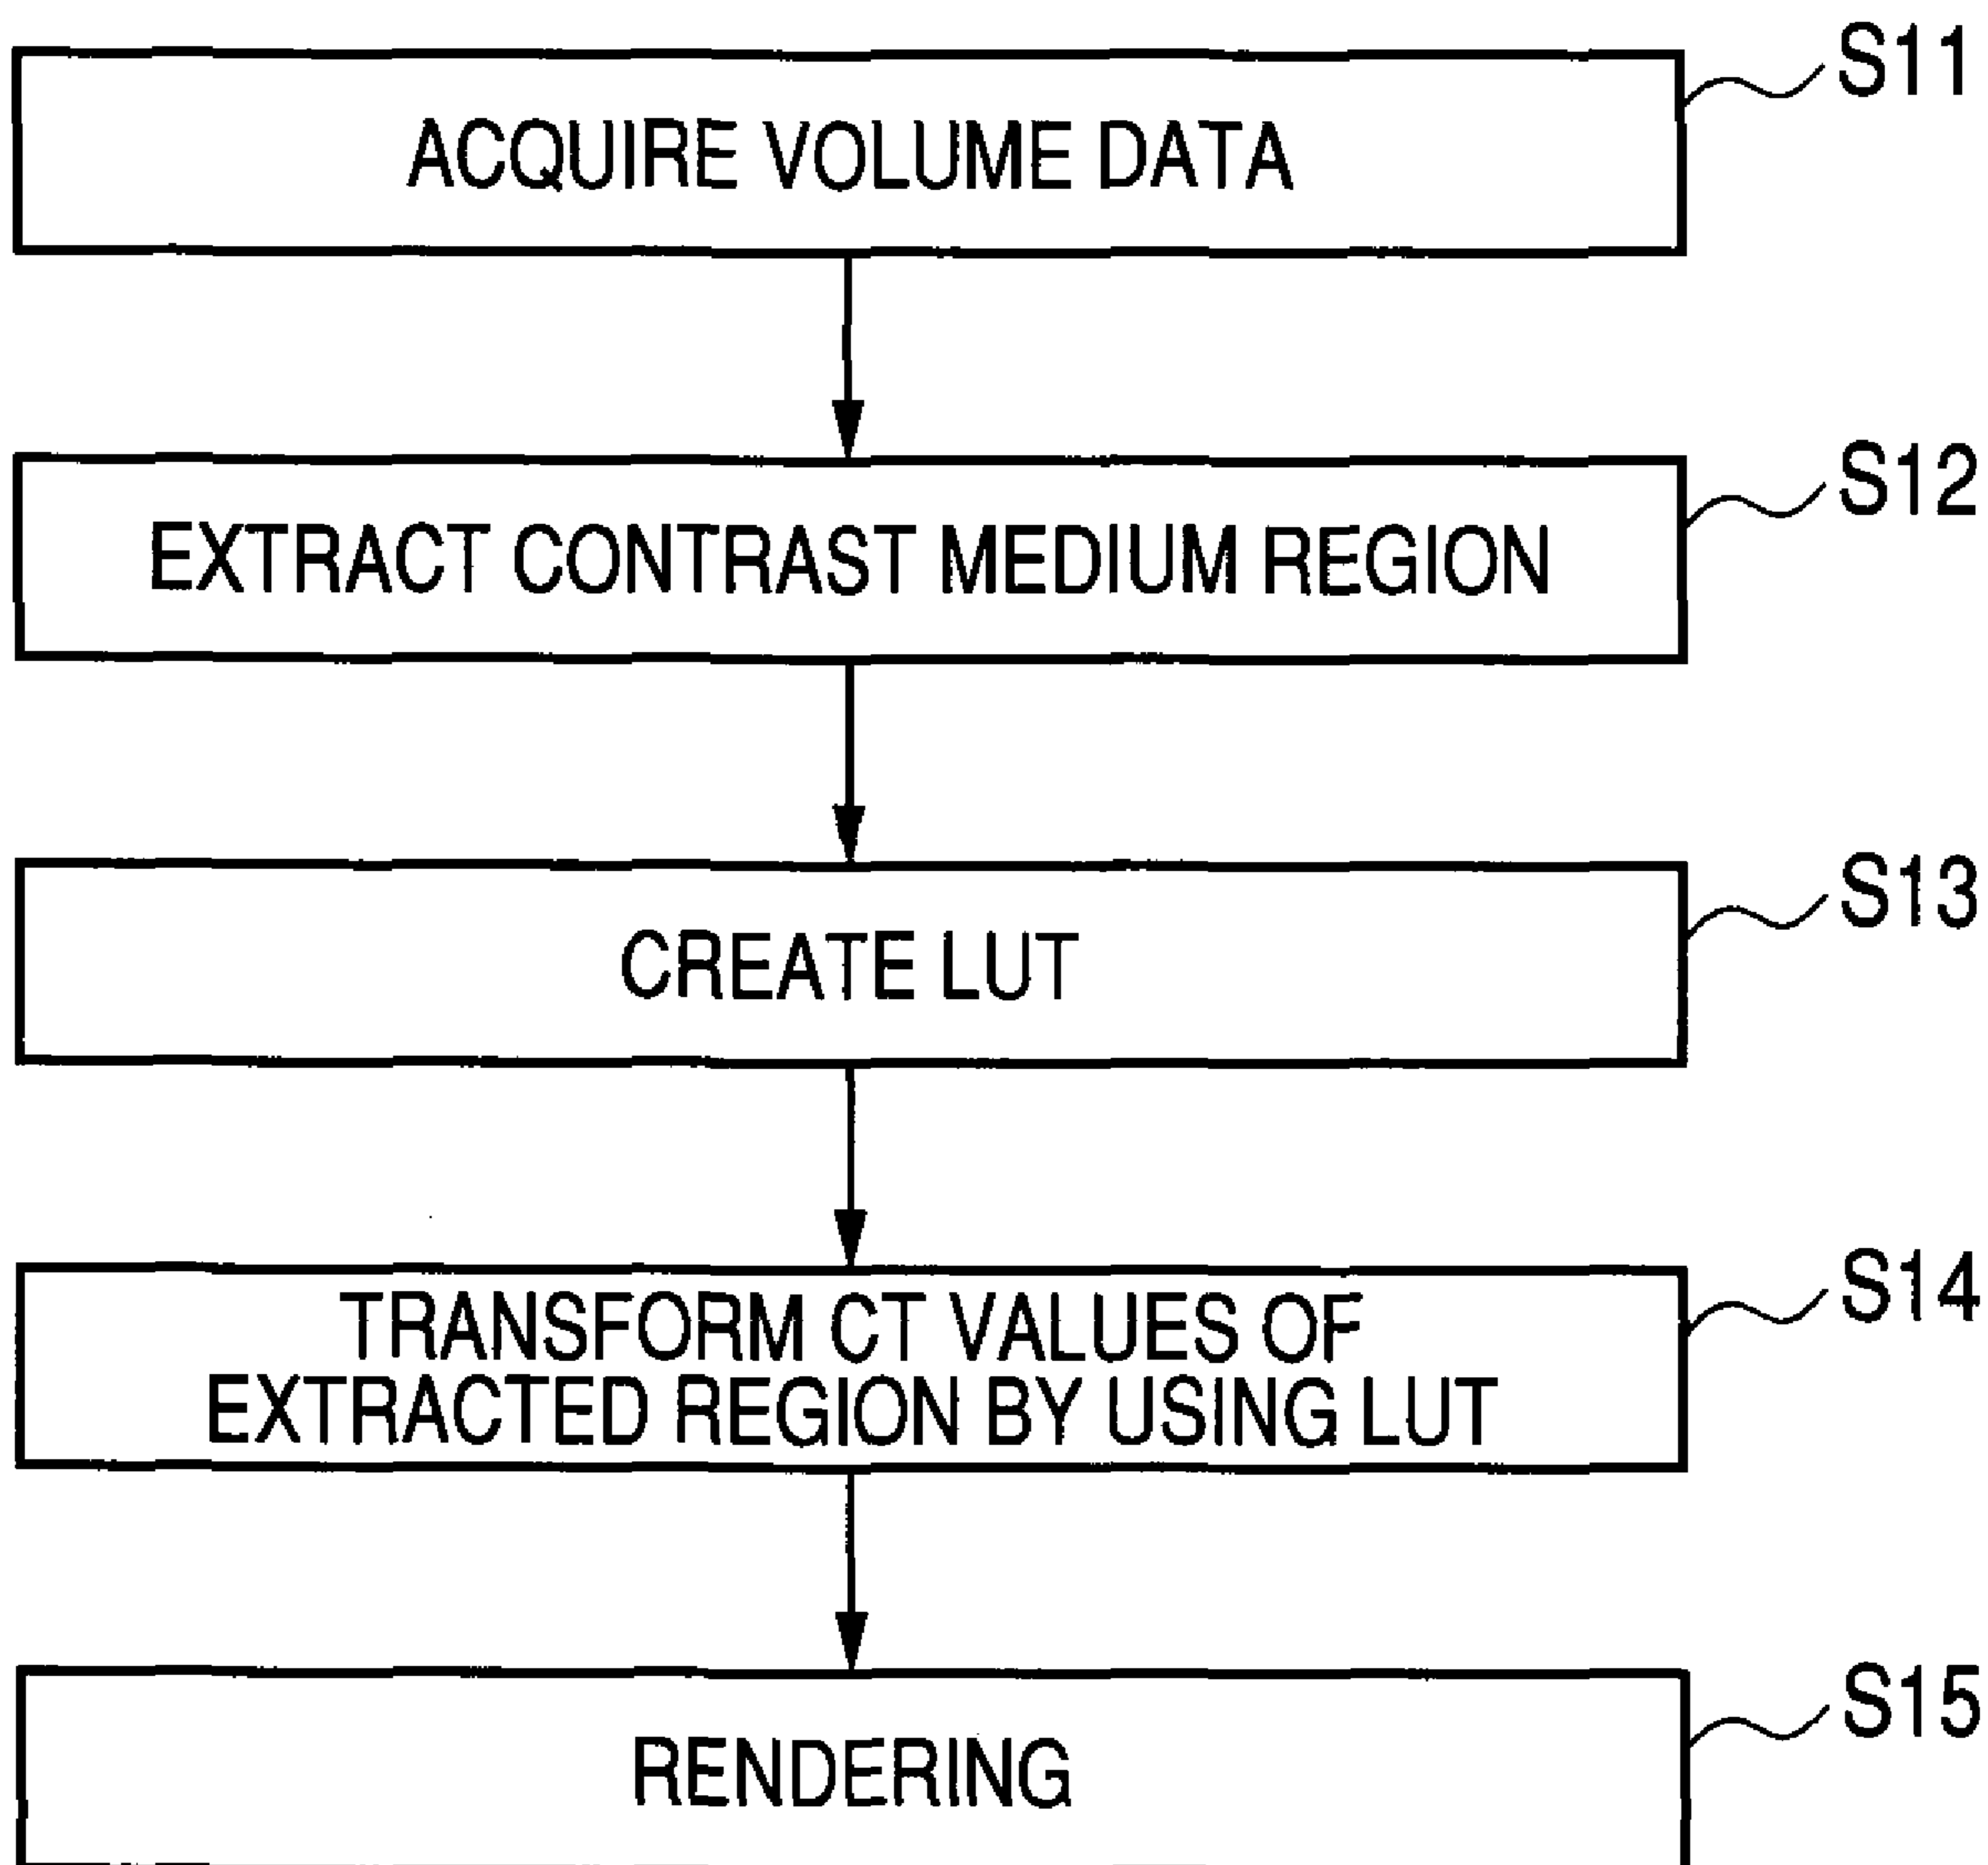 ACQUIRE VOLUME DATA
S11
EXTRACT CONTRAST MEDIUM REGION
S12
CREATE LUT
S13
TRANSFORM CT VALUES OF
EXTRACTED REGION BY USING LUT
S14
RENDERING
S15